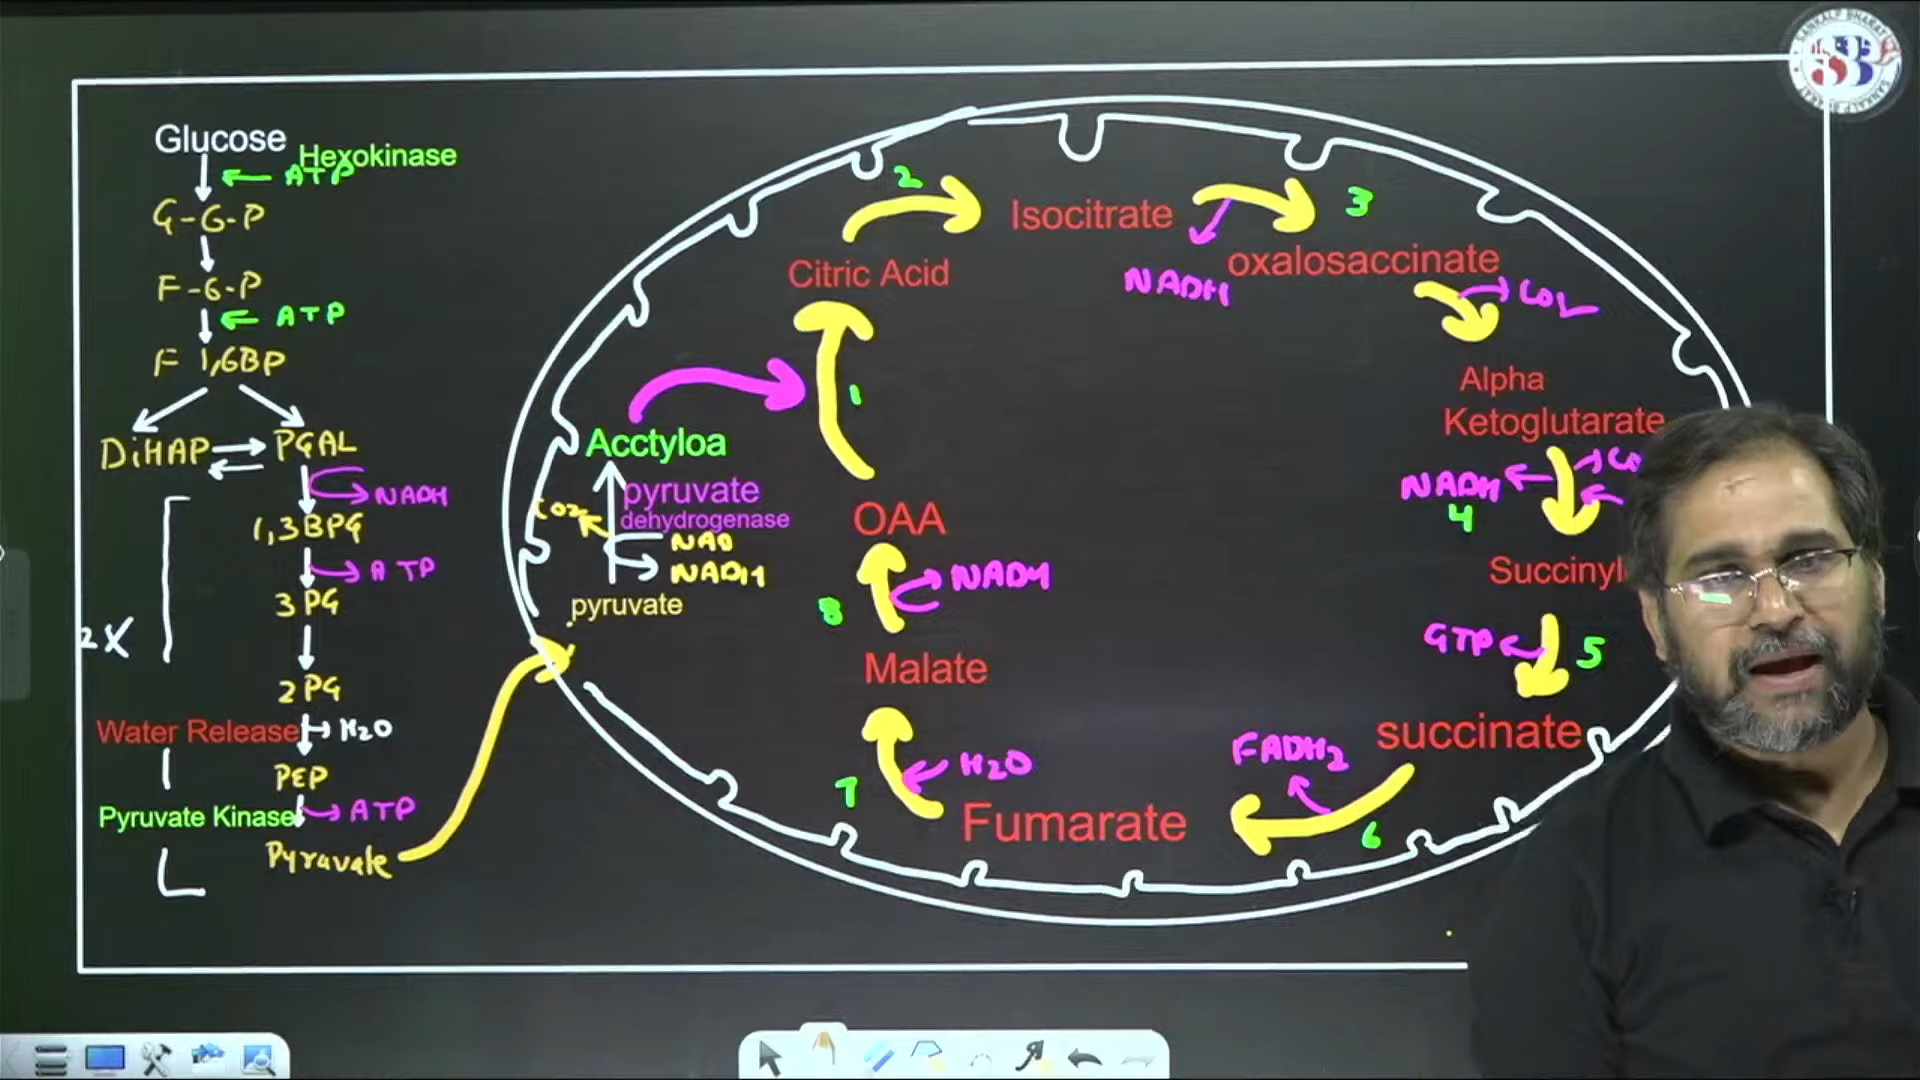 Glucose
Hexokinase
ATP
G-6-P
F-6-P
ATP
F 1,6BP
DiHAP
PGAL
NADH
1,3BPG
ATP
3 PG
2X
2 PG
Water Release
H2O
PEP
Pyruvate Kinase
ATP
Pyruvate
pyruvate
CO2
NAD
NADH
pyruvate
dehydrogenase
Acctyloa
1
Citric Acid
2
Isocitrate
3
NADH
oxalosaccinate
CO2
Alpha
Ketoglutarate
NADH
4
Succinyl
GTP
5
succinate
FADH2
6
Fumarate
H2O
7
Malate
8
NADH
OAA
SANKALP BHARAT
SB